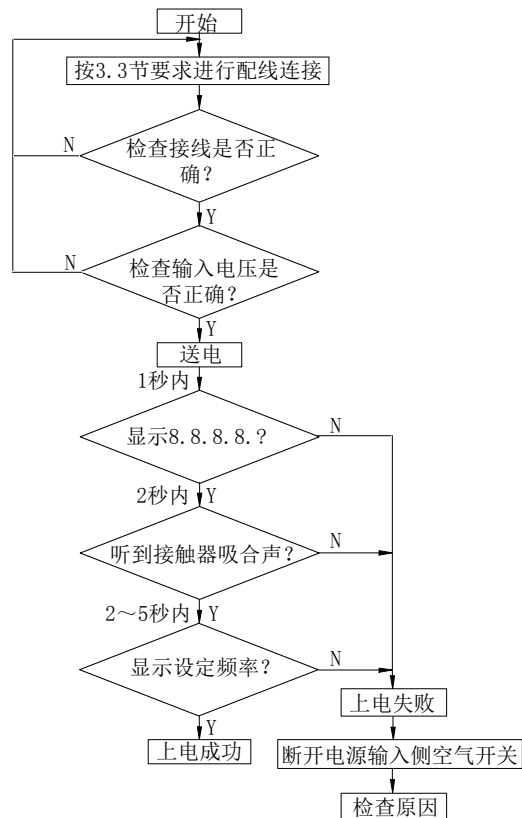 开始
按3.3节要求进行配线连接
N
检查接线是否正
确?
Y
N
检查输入电压是
否正确?
Y
送电
1秒内
显示8.8.8.8.?
N
2秒内
Y
听到接触器吸合声?
N
2～5秒内
Y
显示设定频率?
N
Y
上电失败
上电成功
断开电源输入侧空气开关
检查原因